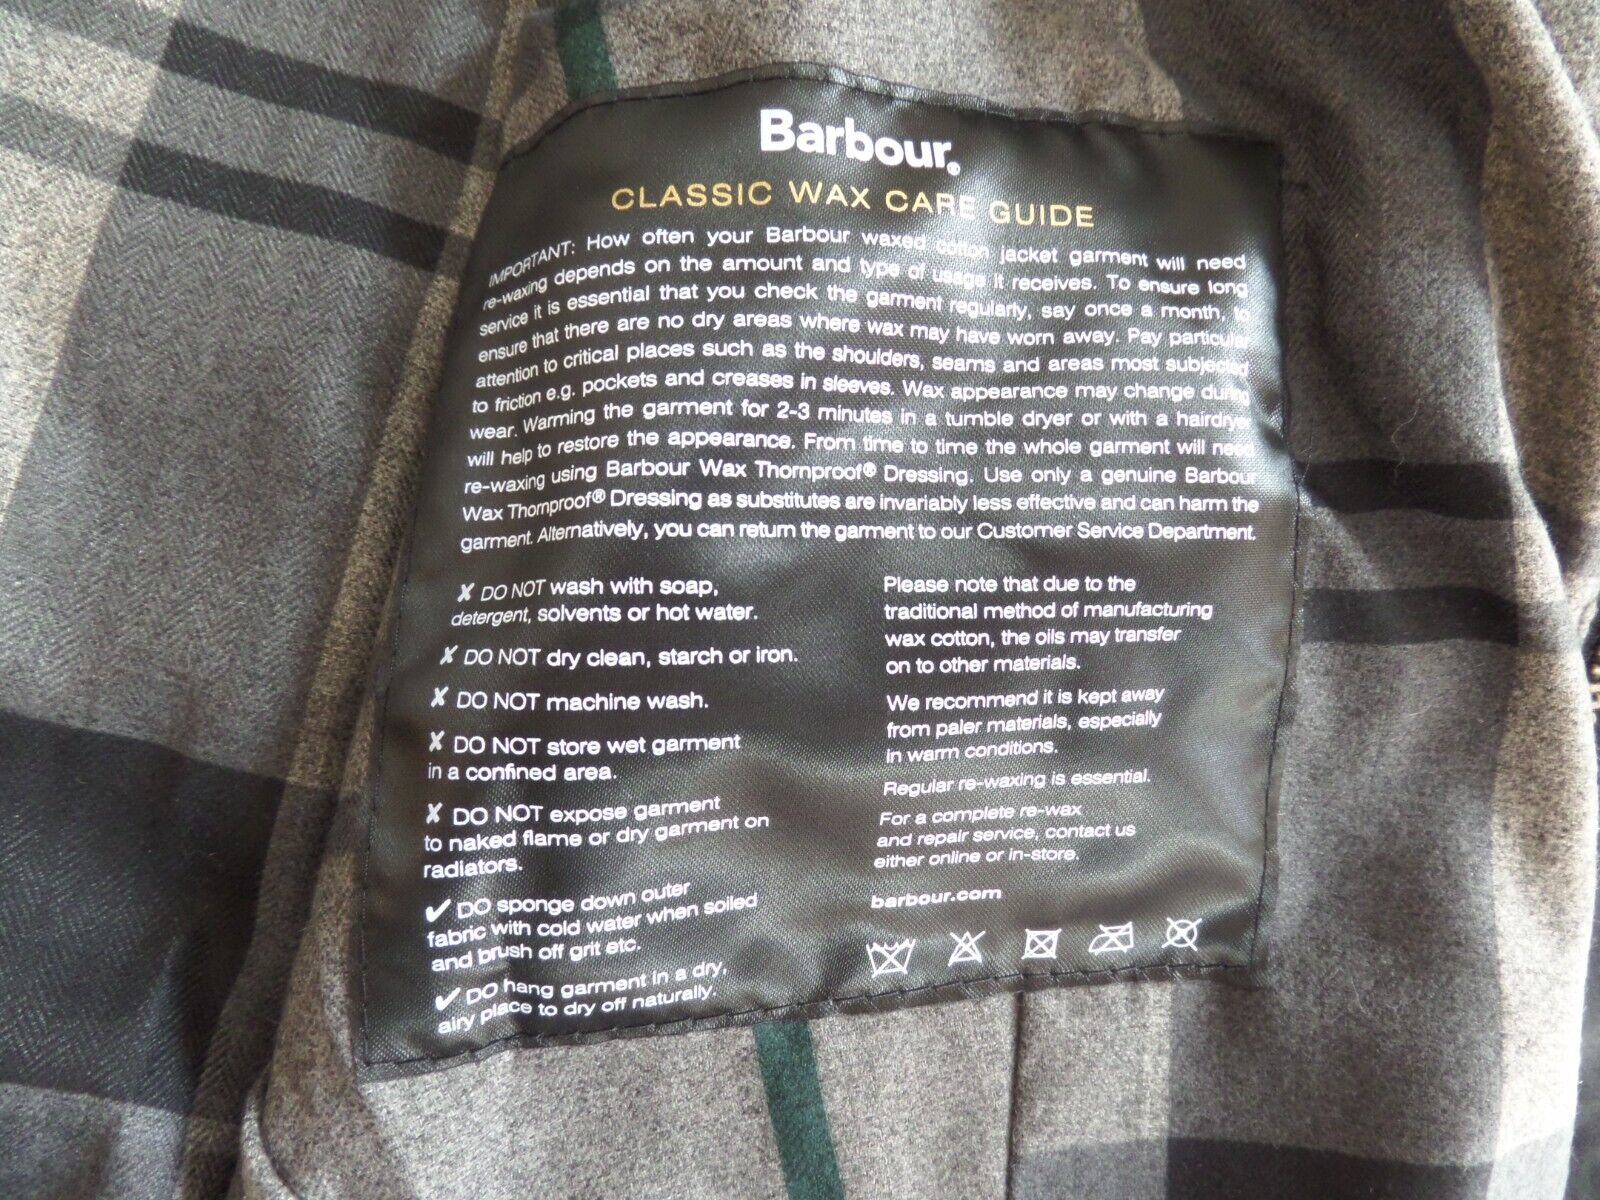 Barbour®
CLASSIC WAX CARE GUIDE
IMPORTANT: How often your Barbour waxed cotton jacket garment will need
re-waxing depends on the amount and type of usage it receives. To ensure long
service it is essential that you check the garment regularly, say once a month, to
ensure that there are no dry areas where wax may have worn away. Pay particular
attention to critical places such as the shoulders, seams and areas most subjected
to friction e.g. pockets and creases in sleeves. Wax appearance may change during
wear. Warming the garment for 2-3 minutes in a tumble dryer or with a hairdryer
will help to restore the appearance. From time to time the whole garment will need
re-waxing using Barbour Wax Thornproof® Dressing. Use only a genuine Barbour
Wax Thornproof® Dressing as substitutes are invariably less effective and can harm the
garment. Alternatively, you can return the garment to our Customer Service Department.
✘ DO NOT wash with soap,
detergent, solvents or hot water.
✘ DO NOT dry clean, starch or iron.
✘ DO NOT machine wash.
✘ DO NOT store wet garment
in a confined area.
✘ DO NOT expose garment
to naked flame or dry garment on
radiators.
✔ DO sponge down outer
fabric with cold water when soiled
and brush off grit etc.
✔ DO hang garment in a dry,
airy place to dry off naturally.
Please note that due to the
traditional method of manufacturing
wax cotton, the oils may transfer
on to other materials.
We recommend it is kept away
from paler materials, especially
in warm conditions.
Regular re-waxing is essential.
For a complete re-wax
and repair service, contact us
either online or in-store.
barbour.com